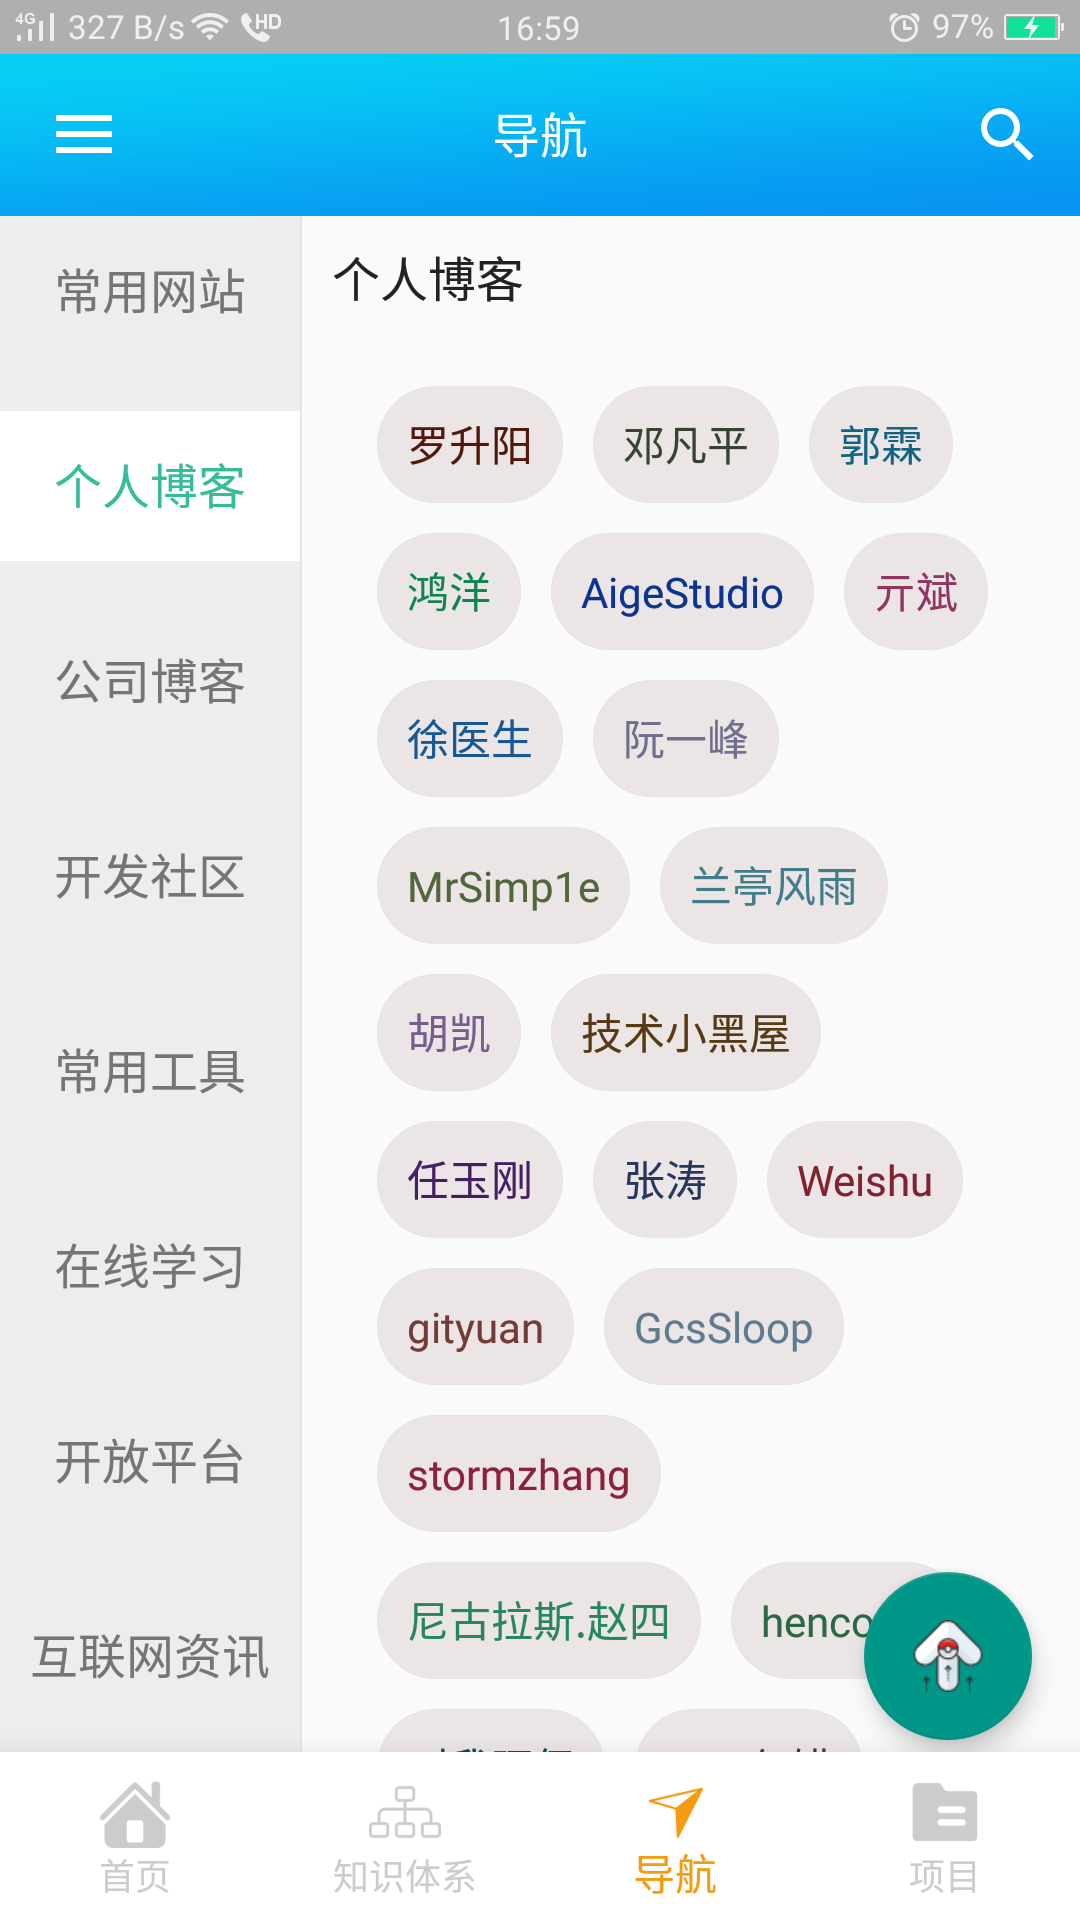 4G 327 B/s HD 16:59 97%
导航
常用网站
个人博客
公司博客
开发社区
常用工具
在线学习
开放平台
互联网资讯
个人博客
罗升阳 邓凡平 郭霖
鸿洋 AigeStudio 亓斌
徐医生 阮一峰
MrSimp1e 兰亭风雨
胡凯 技术小黑屋
任玉刚 张涛 Weishu
gityuan GcsSloop
stormzhang
尼古拉斯.赵四 henco
首页 知识体系 导航 项目